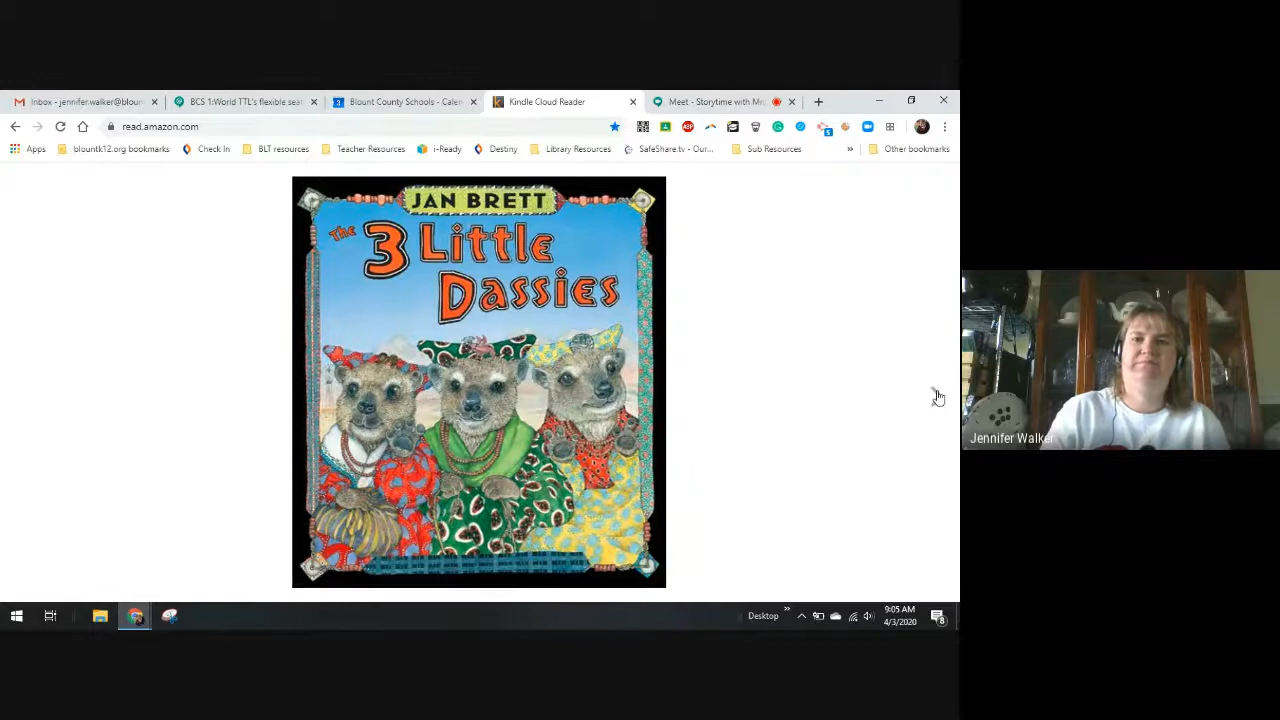 Inbox - jennifer.walker@bloun
BCS 1:World TTL's flexible sea
Blount County Schools - Calen
Kindle Cloud Reader
Meet - Storytime with Mr
read.amazon.com
Apps
blountk12.org bookmarks
Check In
BLT resources
Teacher Resources
i-Ready
Destiny
Library Resources
SafeShare.tv - Our...
Sub Resources
Other bookmarks
JAN BRETT
The 3 Little
Dassies
Jennifer Walker
Desktop
9:05 AM
4/3/2020
8